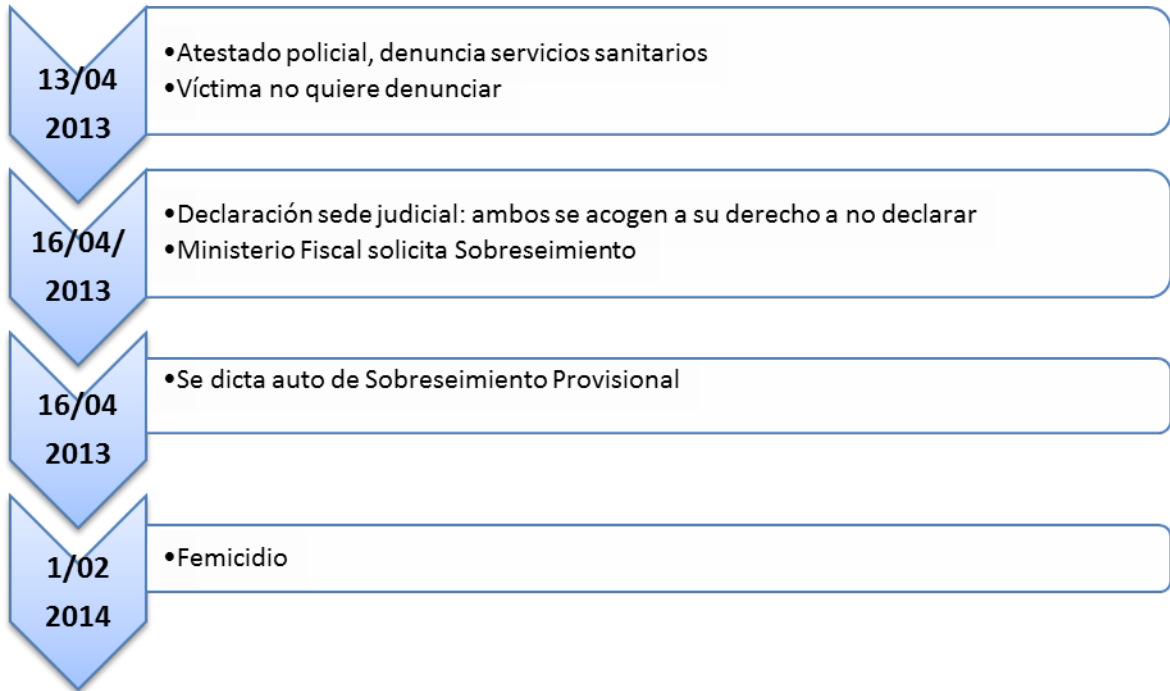 13/04
2013
•Atestado policial, denuncia servicios sanitarios
•Víctima no quiere denunciar
16/04/
2013
•Declaración sede judicial: ambos se acogen a su derecho a no declarar
•Ministerio Fiscal solicita Sobreseimiento
16/04
2013
•Se dicta auto de Sobreseimiento Provisional
1/02
2014
•Femicidio